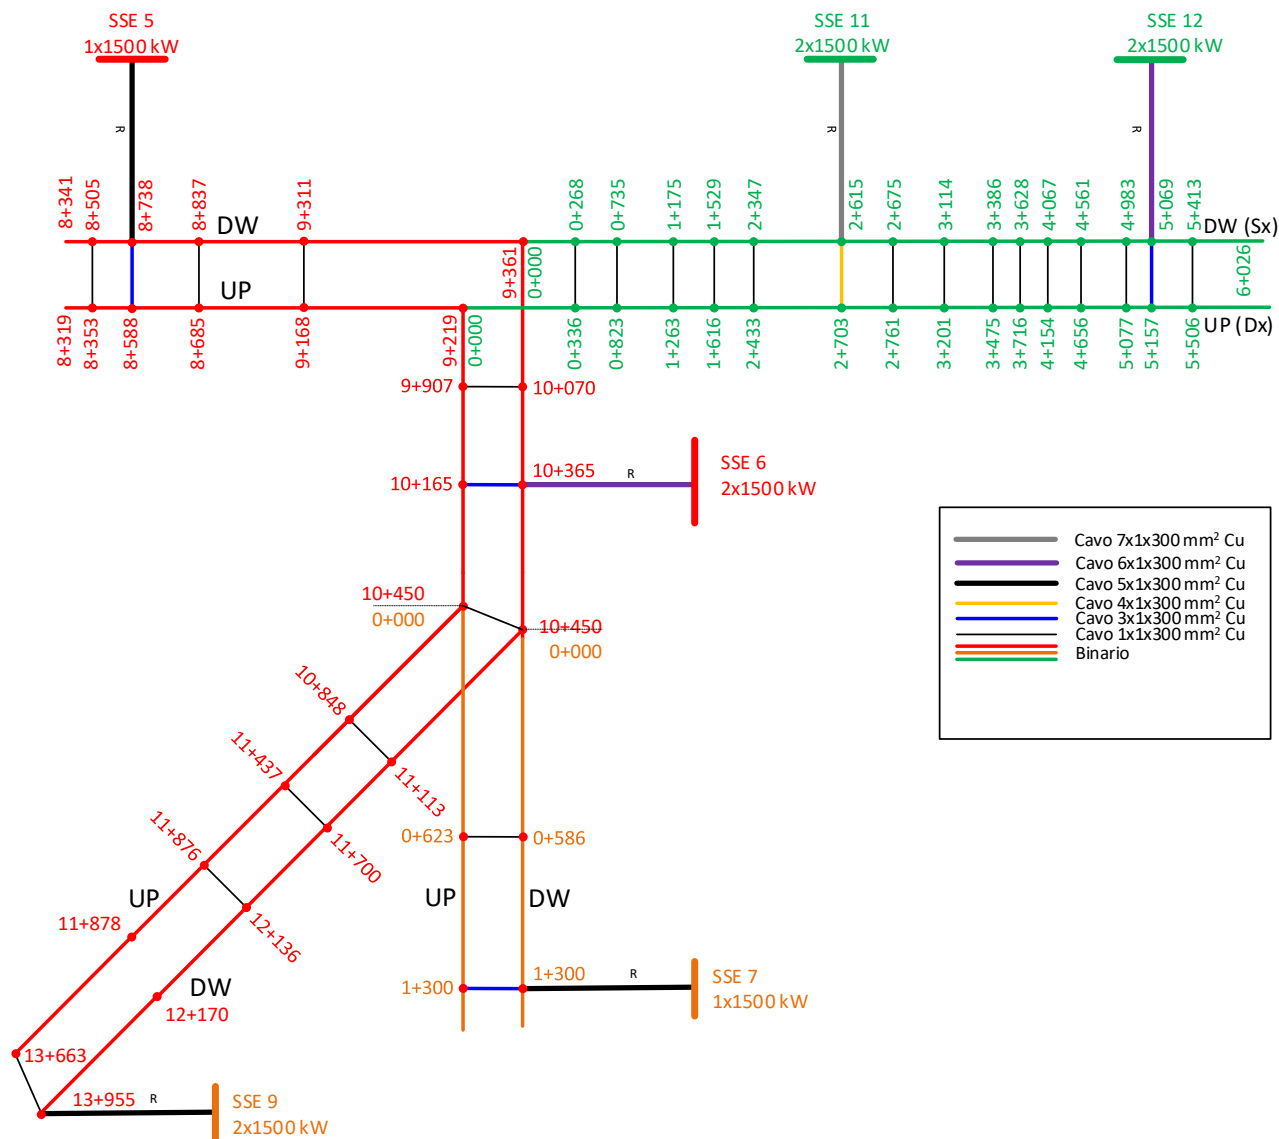 SSE 5
1x1500 kW
SSE 11
2x1500 kW
SSE 12
2x1500 kW
R
R
R
8+341
8+505
8+738
8+837
9+311
0+268
0+735
1+175
1+529
2+347
2+615
2+675
3+114
3+386
3+628
4+067
4+561
4+983
5+069
5+413
DW
DW (Sx)
9+361
0+000
6+026
UP
UP (Dx)
8+319
8+353
8+588
8+685
9+168
9+219
0+000
0+336
0+823
1+263
1+616
2+433
2+703
2+761
3+201
3+475
3+716
4+154
4+656
5+077
5+157
5+506
9+907
10+070
10+165
10+365
R
SSE 6
2x1500 kW
Cavo 7x1x300 mm² Cu
Cavo 6x1x300 mm² Cu
Cavo 5x1x300 mm² Cu
Cavo 4x1x300 mm² Cu
Cavo 3x1x300 mm² Cu
Cavo 1x1x300 mm² Cu
Binario
10+450
0+000
10+450
0+000
10+848
11+113
11+437
11+700
11+876
12+136
0+623
0+586
UP
DW
UP
11+878
DW
12+170
1+300
1+300
R
SSE 7
1x1500 kW
13+663
13+955
R
SSE 9
2x1500 kW